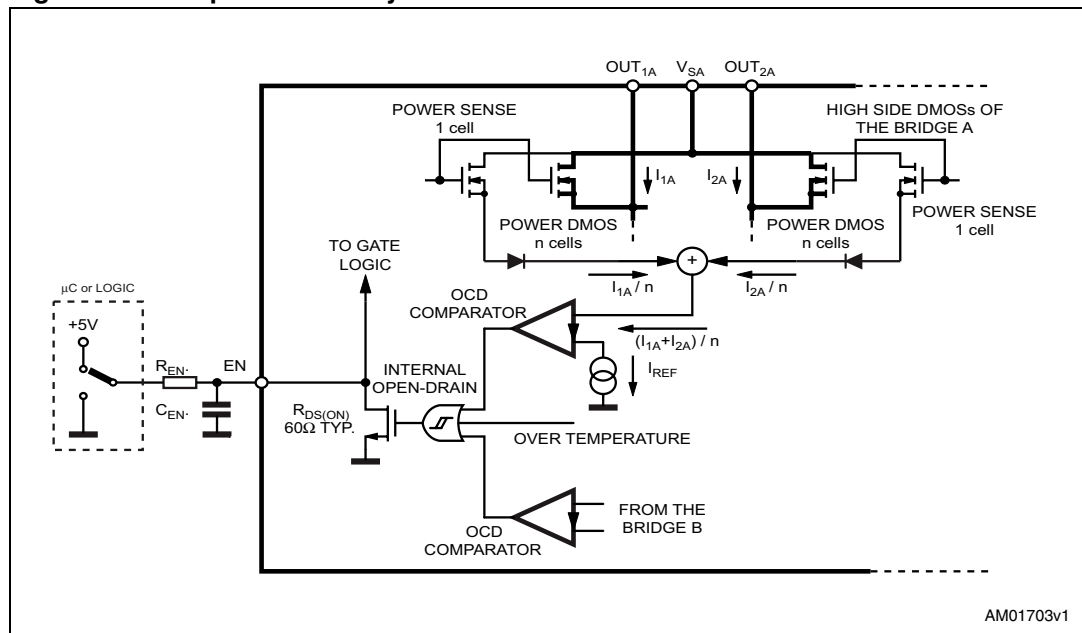 OUT1A VSA OUT2A
POWER SENSE
1 cell
HIGH SIDE DMOSs OF
THE BRIDGE A
I1A I2A
POWER DMOS
n cells
POWER DMOS
n cells
POWER SENSE
1 cell
TO GATE
LOGIC
+
I1A / n
I2A / n
μC or LOGIC
+5V
OCD
COMPARATOR
(I1A+I2A) / n
IREF
REN.
EN
CEN.
INTERNAL
OPEN-DRAIN
RDS(ON)
60Ω TYP.
OVER TEMPERATURE
OCD
COMPARATOR
FROM THE
BRIDGE B
AM01703v1